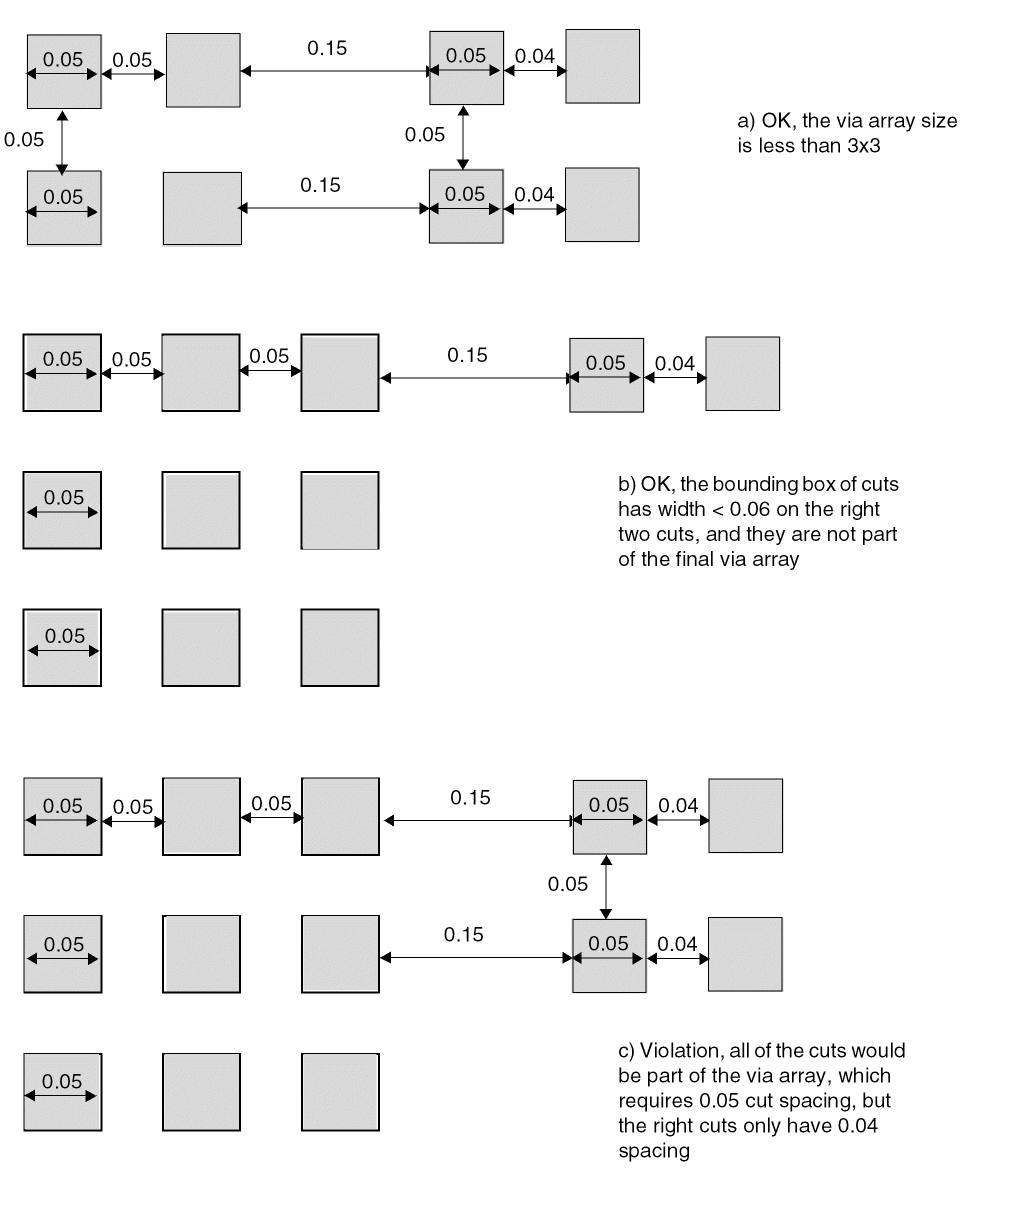 0.05 0.05 0.15 0.05 0.04
0.05 0.05
a) OK, the via array size
is less than 3x3
0.05 0.15 0.05 0.04
0.05 0.05 0.05 0.15 0.05 0.04
0.05
b) OK, the bounding box of cuts
has width < 0.06 on the right
two cuts, and they are not part
of the final via array
0.05
0.05 0.05 0.05 0.15 0.05 0.04
0.05
0.05 0.15 0.05 0.04
c) Violation, all of the cuts would
be part of the via array, which
requires 0.05 cut spacing, but
the right cuts only have 0.04
spacing
0.05